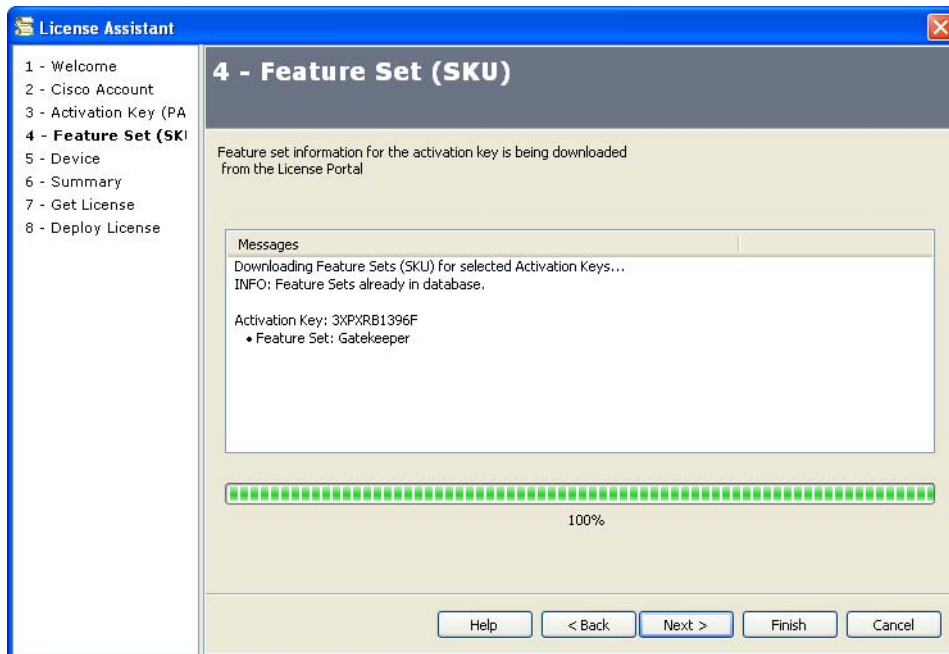 License Assistant
1 - Welcome
2 - Cisco Account
3 - Activation Key (PA
4 - Feature Set (SK
5 - Device
6 - Summary
7 - Get License
8 - Deploy License
4 - Feature Set (SKU)
Feature set information for the activation key is being downloaded
from the License Portal
Messages
Downloading Feature Sets (SKU) for selected Activation Keys...
INFO: Feature Sets already in database.
Activation Key: 3XPXRB1396F
• Feature Set: Gatekeeper
100%
Help
< Back
Next >
Finish
Cancel